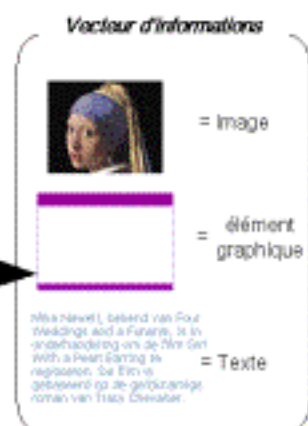 Vecteur d'informations
= Image
= élément
graphique
Mike Newell, bekend van Four
Weddings and a Funeral, is in
onderhandeling om de film Girl
With a Pearl Earring te
regisseren. De film is
gebaseerd op de gelijknamige
roman van Tracy Chevalier.
= Texte